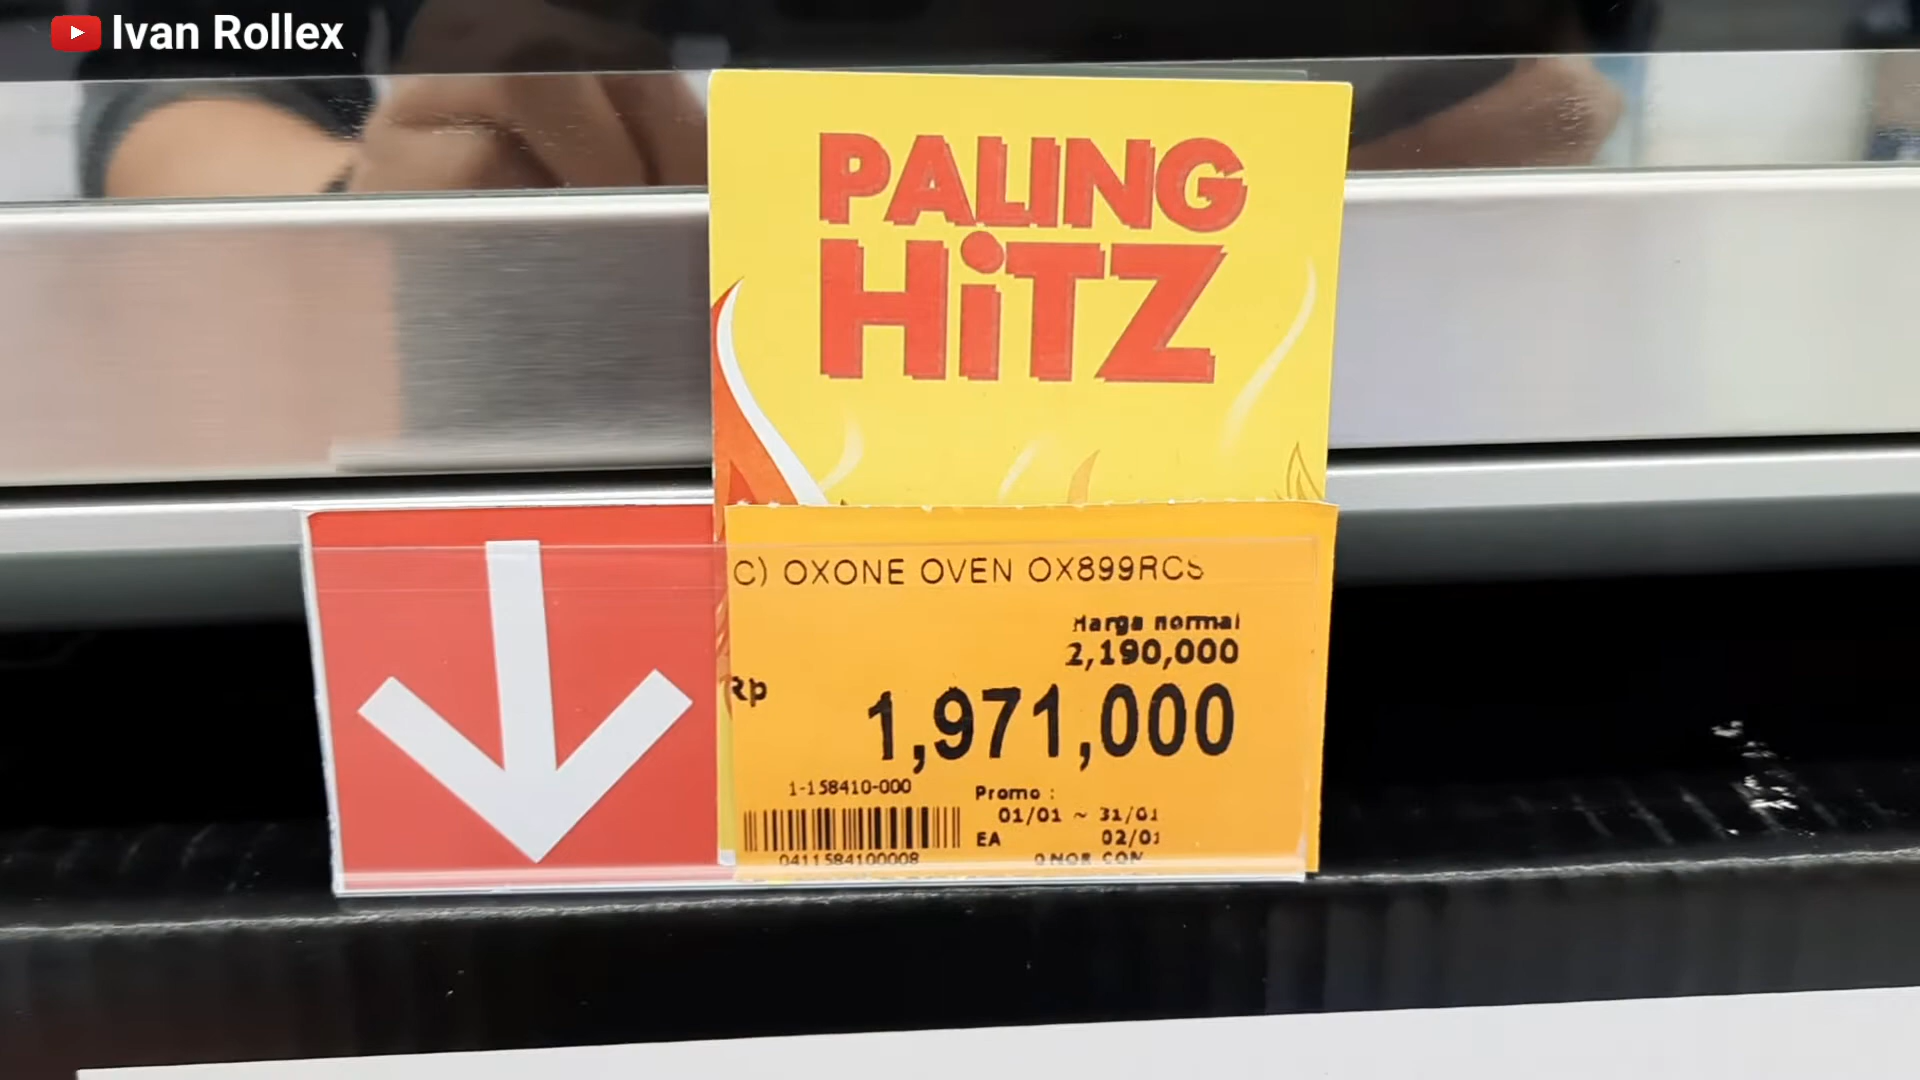 Ivan Rollex
PALING
HiTZ
C) OXONE OVEN OX899RCS
Harga normal
2,190,000
Rp
1,971,000
1-158410-000
Promo :
01/01 ~ 31/01
EA 02/01
0411584100008